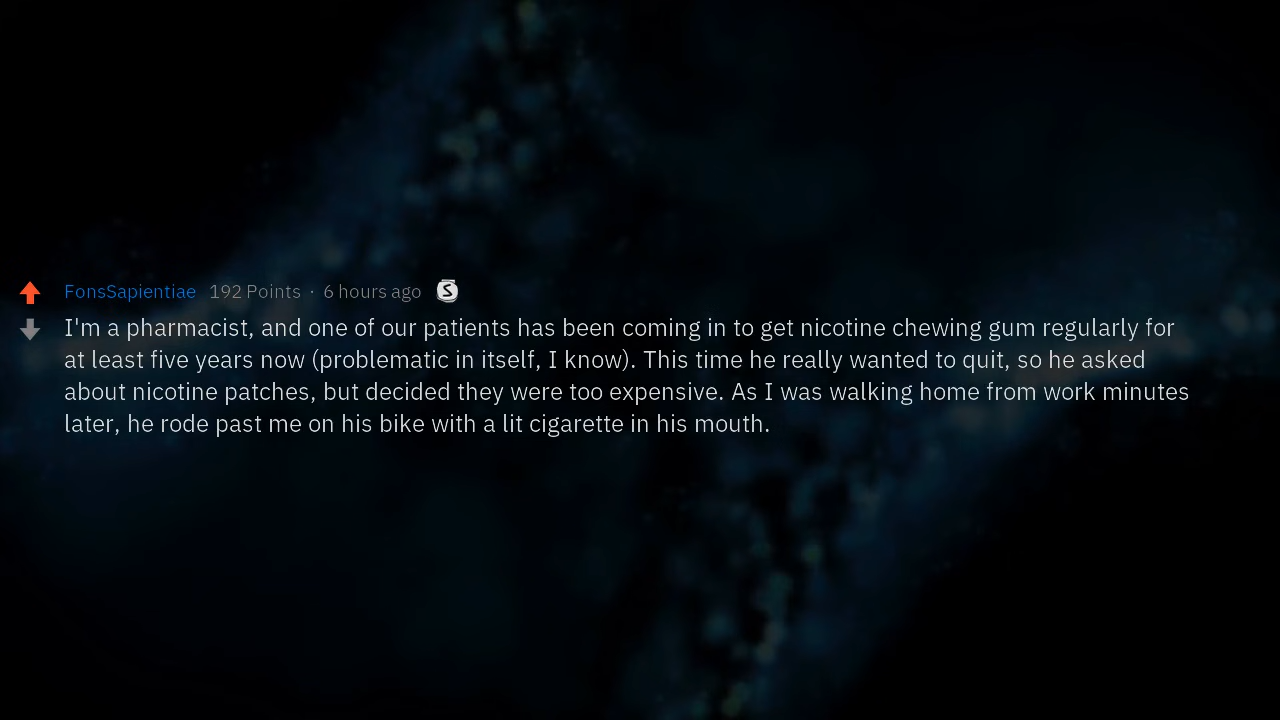 FonsSapientiae 192 Points · 6 hours ago S
I'm a pharmacist, and one of our patients has been coming in to get nicotine chewing gum regularly for
at least five years now (problematic in itself, I know). This time he really wanted to quit, so he asked
about nicotine patches, but decided they were too expensive. As I was walking home from work minutes
later, he rode past me on his bike with a lit cigarette in his mouth.